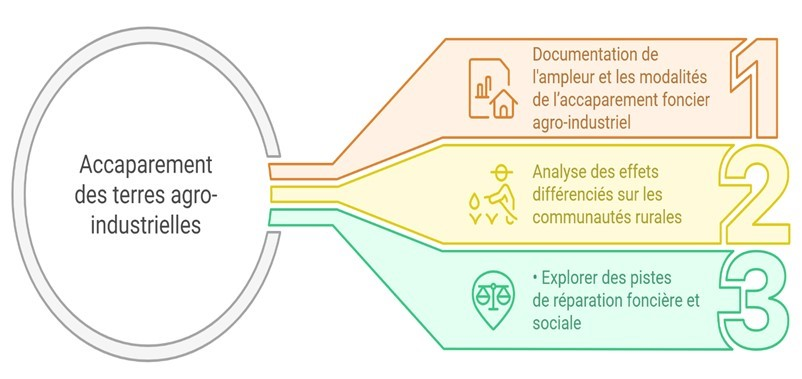 Accaparement
des terres agro-
industrielles
Documentation de
l'ampleur et les modalités
de l’accaparement foncier
agro-industriel
1
Analyse des effets
différenciés sur les
communautés rurales
2
• Explorer des pistes
de réparation foncière et
sociale
3